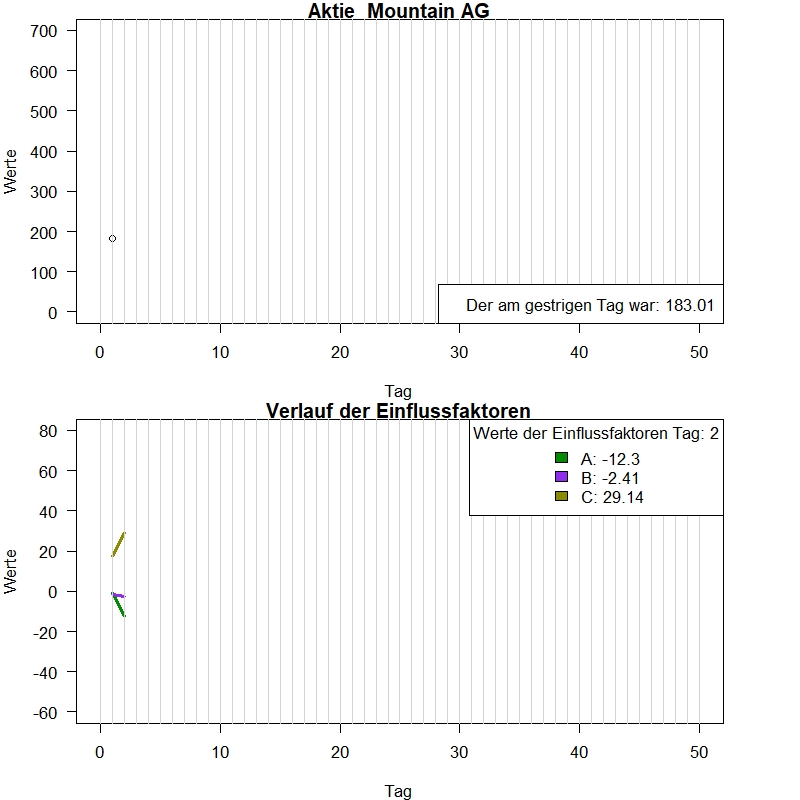 Aktie  Mountain AG
700
600
500
400
300
200
100
0
Werte
Der am gestrigen Tag war: 183.01
0 10 20 30 40 50
Tag
Verlauf der Einflussfaktoren
80
60
40
20
0
-20
-40
-60
Werte
Werte der Einflussfaktoren Tag: 2
A: -12.3
B: -2.41
C: 29.14
0 10 20 30 40 50
Tag